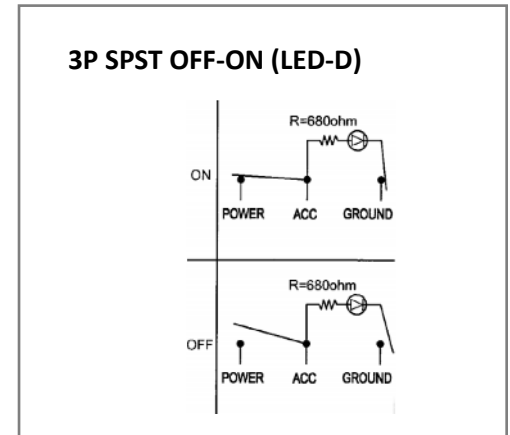 3P SPST OFF-ON (LED-D)
R=680ohm
ON
POWER ACC GROUND
R=680ohm
OFF
POWER ACC GROUND